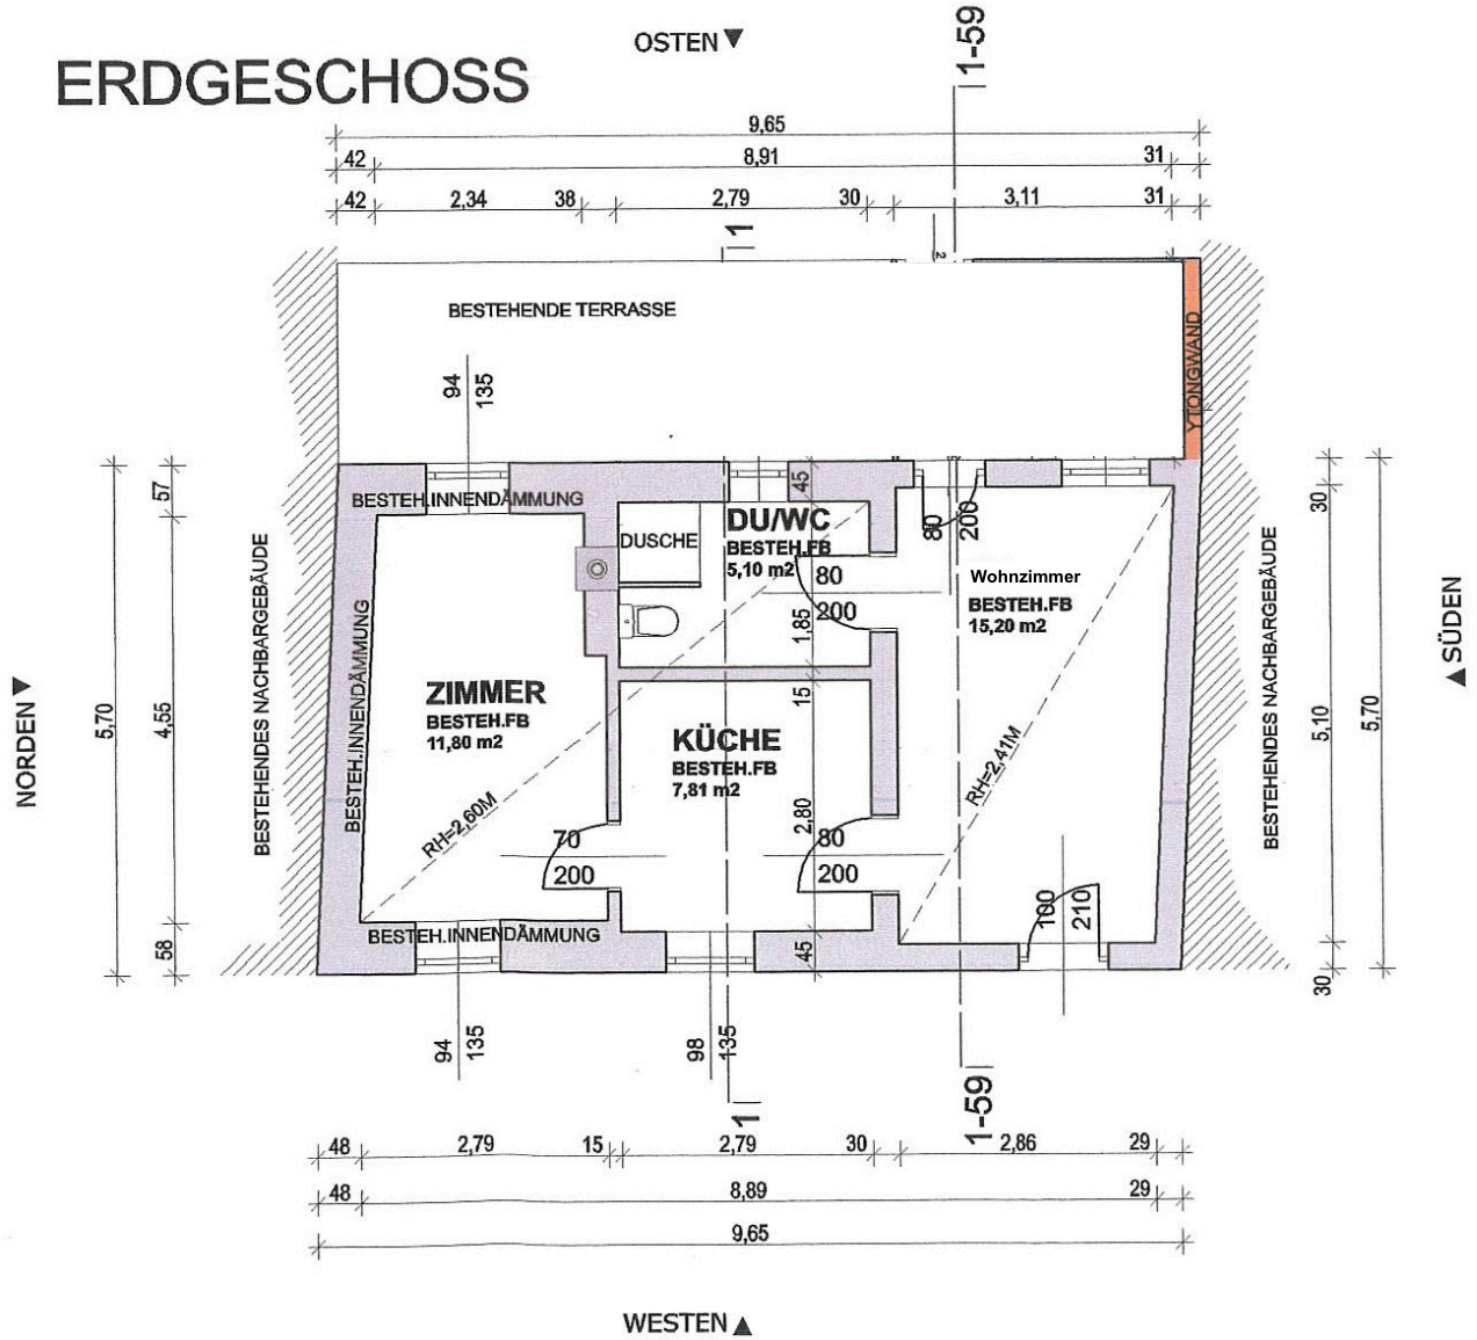 OSTEN ▼
1-59
ERDGESCHOSS
9,65
42 8,91 31
42 2,34 38 2,79 30 3,11 31
1
2
BESTEHENDE TERRASSE
YTONGWAND
94
135
57
4,55
58
5,70
NORDEN ▼
BESTEHENDES NACHBARGEBÄUDE
BESTEH.INNENDÄMMUNG
BESTEH.INNENDÄMMUNG
DUSCHE
DU/WC
BESTEH.FB
5,10 m2
45
1,85
80
200
80
200
Wohnzimmer
BESTEH.FB
15,20 m2
ZIMMER
BESTEH.FB
11,80 m2
RH=2,60M
KÜCHE
BESTEH.FB
7,81 m2
15
2,80
45
70
200
80
200
RH=2,41M
100
210
BESTEH.INNENDÄMMUNG
BESTEHENDES NACHBARGEBÄUDE
30
5,10
30
5,70
▲ SÜDEN
94
135
98
135
1
1-59
48 2,79 15 2,79 30 2,86 29
48 8,89 29
9,65
WESTEN ▲